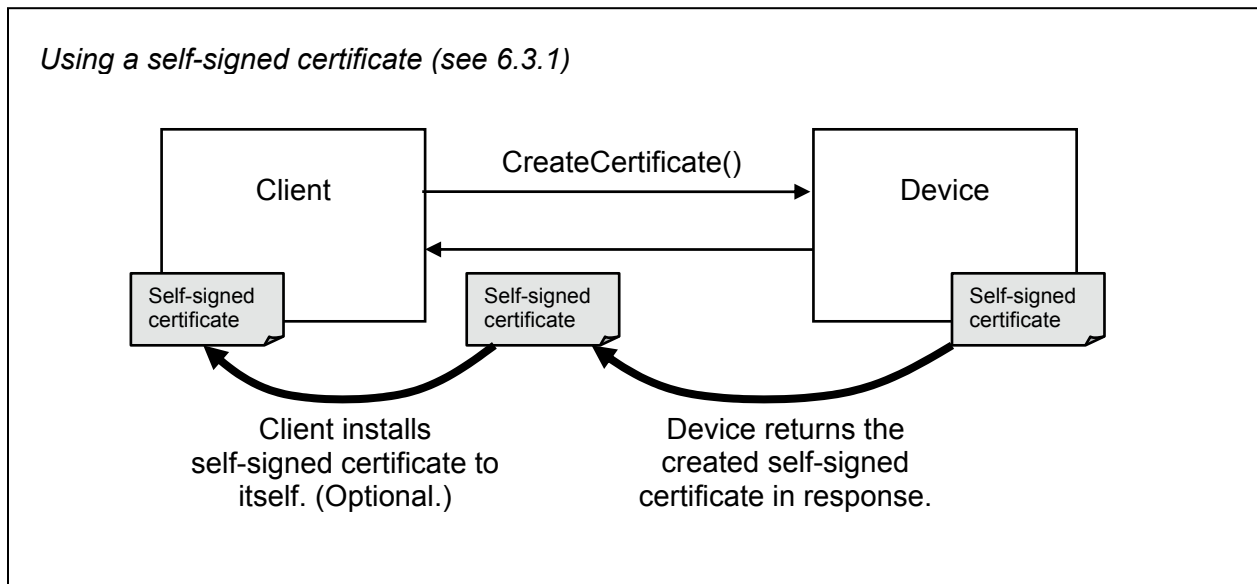 Using a self-signed certificate (see 6.3.1)
CreateCertificate()
Client
Device
Self-signed
certificate
Self-signed
certificate
Self-signed
certificate
Client installs
self-signed certificate to
itself. (Optional.)
Device returns the
created self-signed
certificate in response.